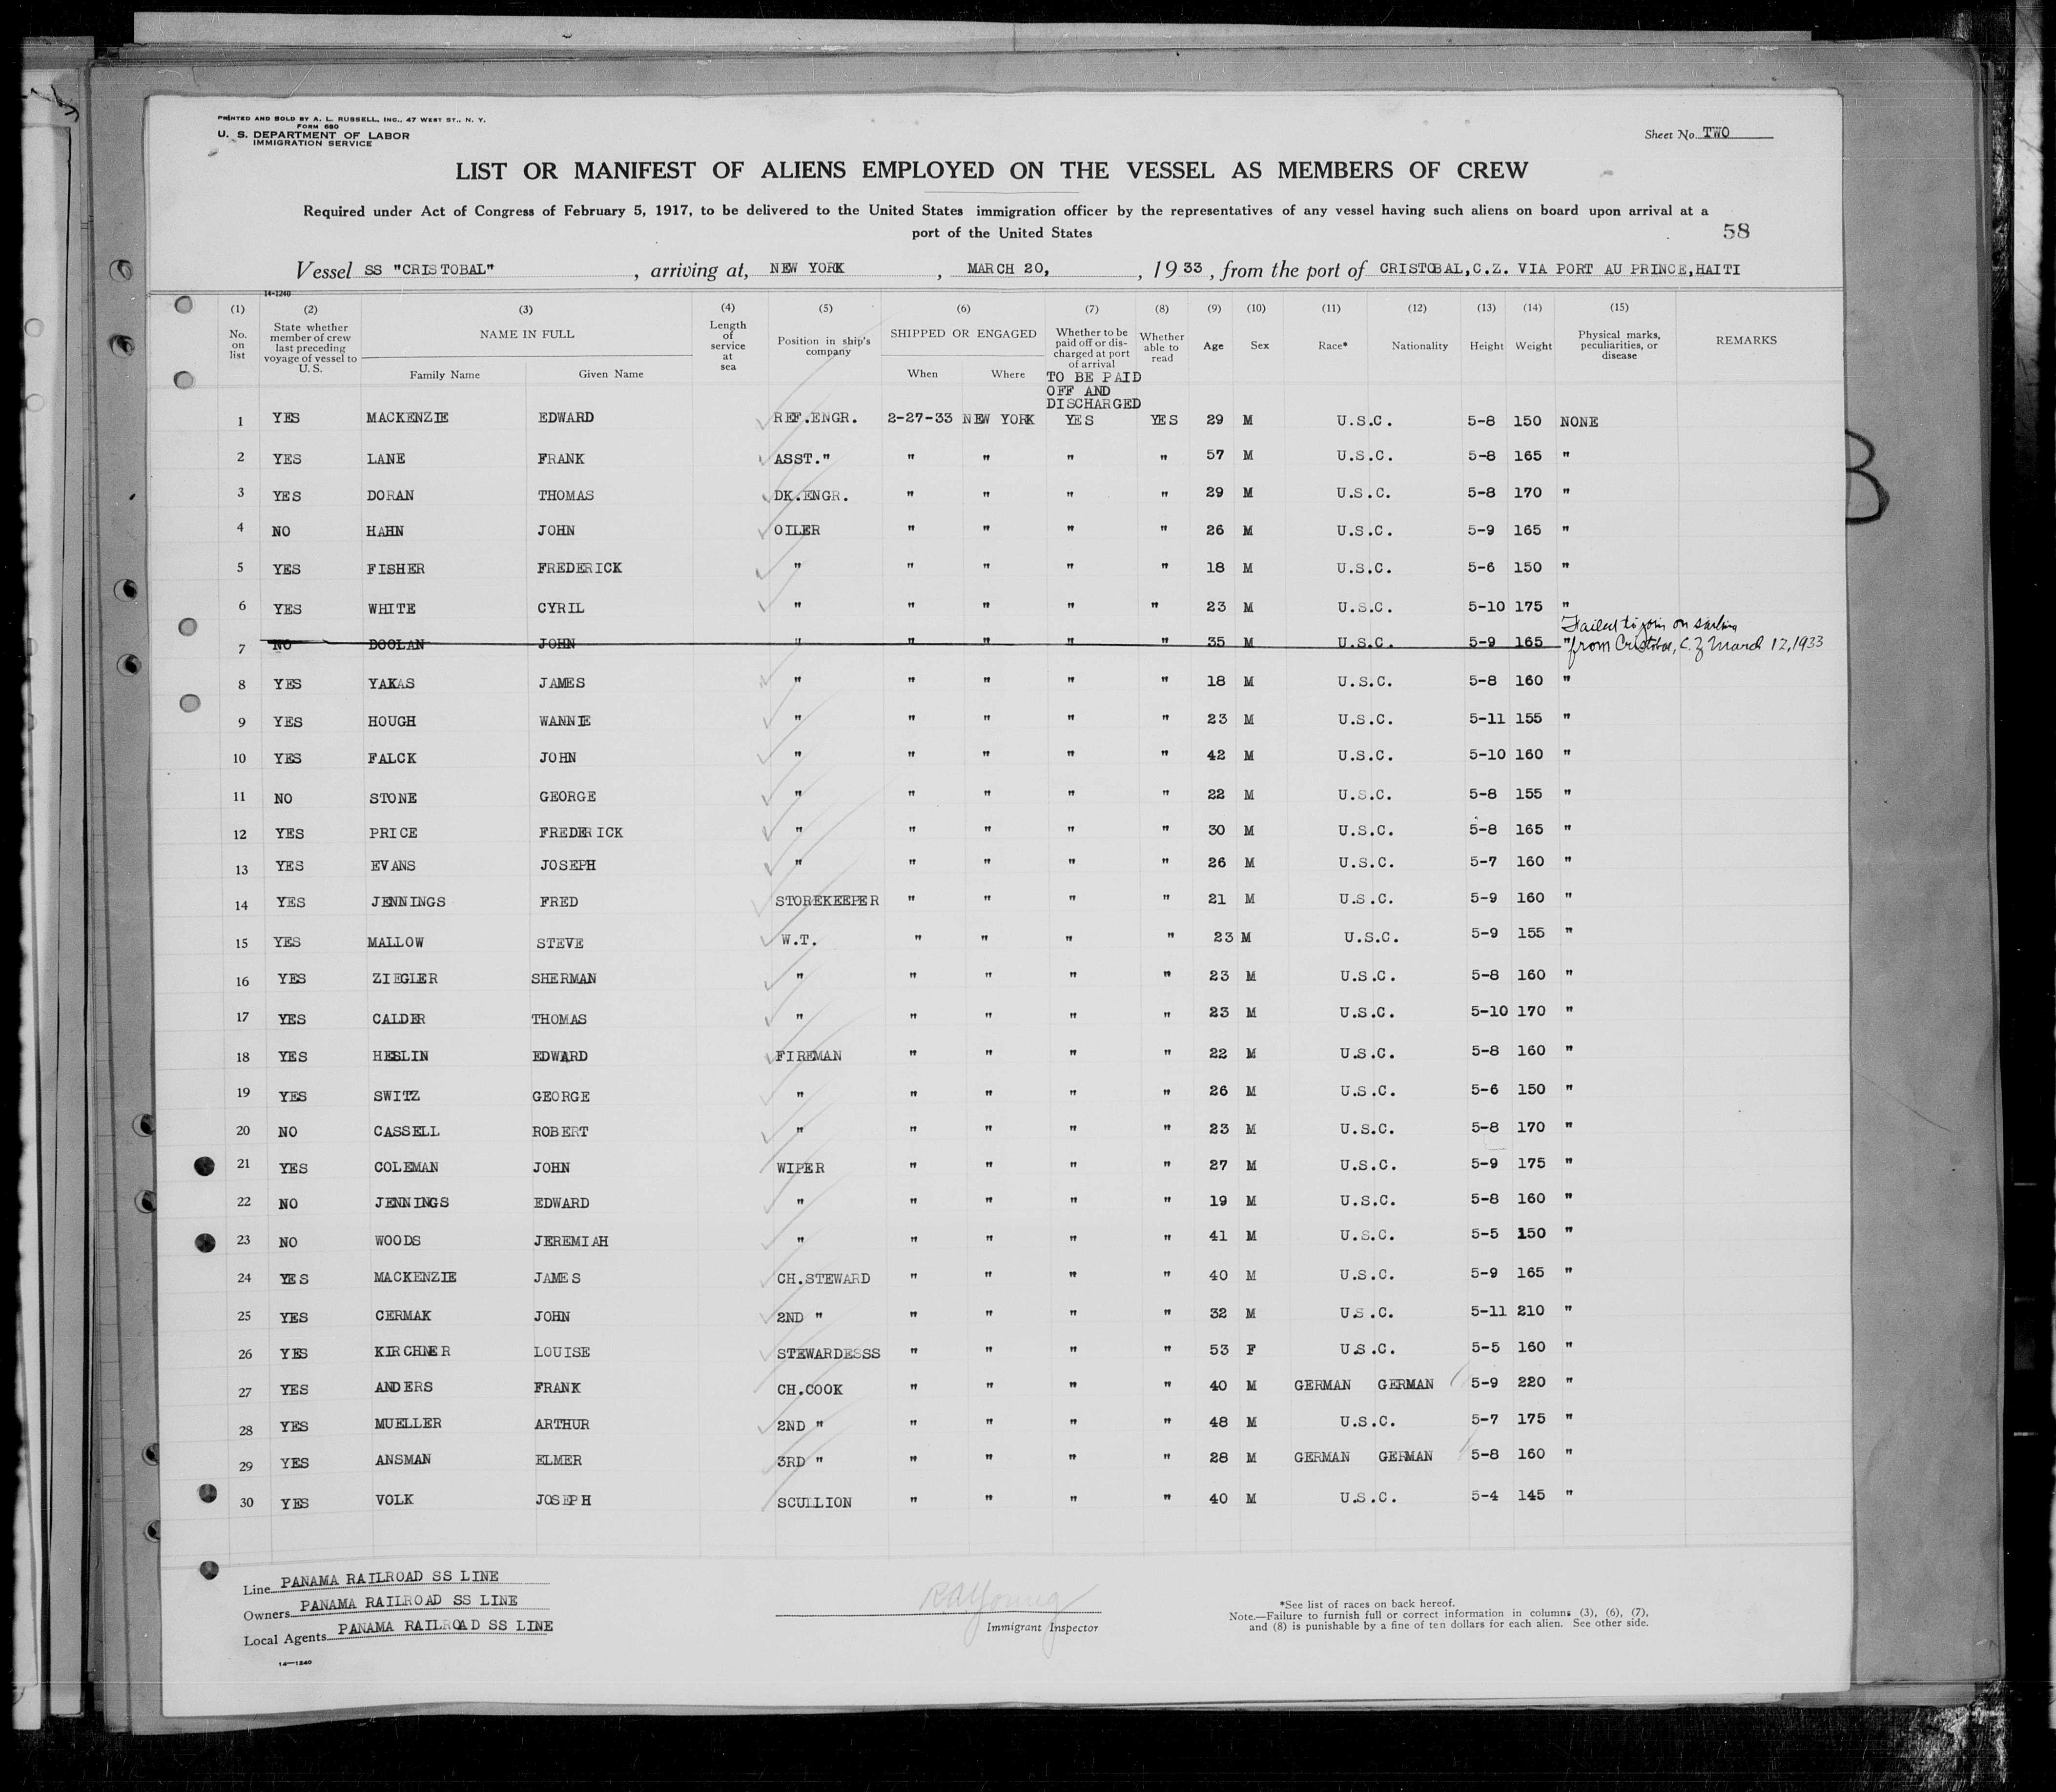 PRINTED AND SOLD BY A. L. RUSSELL, INC., 47 WEST ST., N. Y.
FORM 680
U. S. DEPARTMENT OF LABOR
IMMIGRATION SERVICE
Sheet No. TWO
LIST OR MANIFEST OF ALIENS EMPLOYED ON THE VESSEL AS MEMBERS OF CREW
Required under Act of Congress of February 5, 1917, to be delivered to the United States immigration officer by the representatives of any vessel having such aliens on board upon arrival at a
port of the United States
58
Vessel SS "CRISTOBAL", arriving at, NEW YORK, MARCH 20, , 1933, from the port of CRISTOBAL,C.Z. VIA PORT AU PRINCE,HAITI
14-1240
(1) (2) (3) (4) (5) (6) (7) (8) (9) (10) (11) (12) (13) (14) (15)
No. on list | State whether member of crew last preceding voyage of vessel to U. S. | NAME IN FULL | Length of service at sea | Position in ship's company | SHIPPED OR ENGAGED | Whether to be paid off or discharged at port of arrival | Whether able to read | Age | Sex | Race* | Nationality | Height | Weight | Physical marks, peculiarities, or disease | REMARKS
Family Name | Given Name | When | Where
TO BE PAID
OFF AND
DISCHARGED
1 YES MACKENZIE EDWARD REF.ENGR. 2-27-33 NEW YORK YES YES 29 M U.S.C. 5-8 150 NONE
2 YES LANE FRANK ASST." " " " " 57 M U.S.C. 5-8 165 "
3 YES DORAN THOMAS DK.ENGR. " " " " 29 M U.S.C. 5-8 170 "
4 NO HAHN JOHN OILER " " " " 26 M U.S.C. 5-9 165 "
5 YES FISHER FREDERICK " " " " " 18 M U.S.C. 5-6 150 "
6 YES WHITE CYRIL " " " " " 23 M U.S.C. 5-10 175 "
Failed to join on sailing
7 NO DOOLAN JOHN " " " " " 35 M U.S.C. 5-9 165 " from Cristobal, C.Z March 12, 1933
8 YES YAKAS JAMES " " " " " 18 M U.S.C. 5-8 160 "
9 YES HOUGH WANNIE " " " " " 23 M U.S.C. 5-11 155 "
10 YES FALCK JOHN " " " " " 42 M U.S.C. 5-10 160 "
11 NO STONE GEORGE " " " " " 22 M U.S.C. 5-8 155 "
12 YES PRICE FREDERICK " " " " " 30 M U.S.C. 5-8 165 "
13 YES EVANS JOSEPH " " " " " 26 M U.S.C. 5-7 160 "
14 YES JENNINGS FRED STOREKEEPER " " " " 21 M U.S.C. 5-9 160 "
15 YES MALLOW STEVE W.T. " " " " 23 M U.S.C. 5-9 155 "
16 YES ZIEGLER SHERMAN " " " " " 23 M U.S.C. 5-8 160 "
17 YES CALDER THOMAS " " " " " 23 M U.S.C. 5-10 170 "
18 YES HESLIN EDWARD FIREMAN " " " " 22 M U.S.C. 5-8 160 "
19 YES SWITZ GEORGE " " " " " 26 M U.S.C. 5-6 150 "
20 NO CASSELL ROBERT " " " " " 23 M U.S.C. 5-8 170 "
21 YES COLEMAN JOHN WIPER " " " " 27 M U.S.C. 5-9 175 "
22 NO JENNINGS EDWARD " " " " " 19 M U.S.C. 5-8 160 "
23 NO WOODS JEREMIAH " " " " " 41 M U.S.C. 5-5 150 "
24 YES MACKENZIE JAMES CH.STEWARD " " " " 40 M U.S.C. 5-9 165 "
25 YES CERMAK JOHN 2ND " " " " " 32 M U.S.C. 5-11 210 "
26 YES KIRCHNER LOUISE STEWARDESSS " " " " 53 F U.S.C. 5-5 160 "
27 YES ANDERS FRANK CH.COOK " " " " 40 M GERMAN GERMAN 5-9 220 "
28 YES MUELLER ARTHUR 2ND " " " " " 48 M U.S.C. 5-7 175 "
29 YES ANSMAN ELMER 3RD " " " " " 28 M GERMAN GERMAN 5-8 160 "
30 YES VOLK JOSEPH SCULLION " " " " 40 M U.S.C. 5-4 145 "
Line PANAMA RAILROAD SS LINE
Owners PANAMA RAILROAD SS LINE
Local Agents PANAMA RAILROAD SS LINE
14-1240
RAYoung
Immigrant Inspector
*See list of races on back hereof.
Note.—Failure to furnish full or correct information in columns (3), (6), (7),
and (8) is punishable by a fine of ten dollars for each alien. See other side.